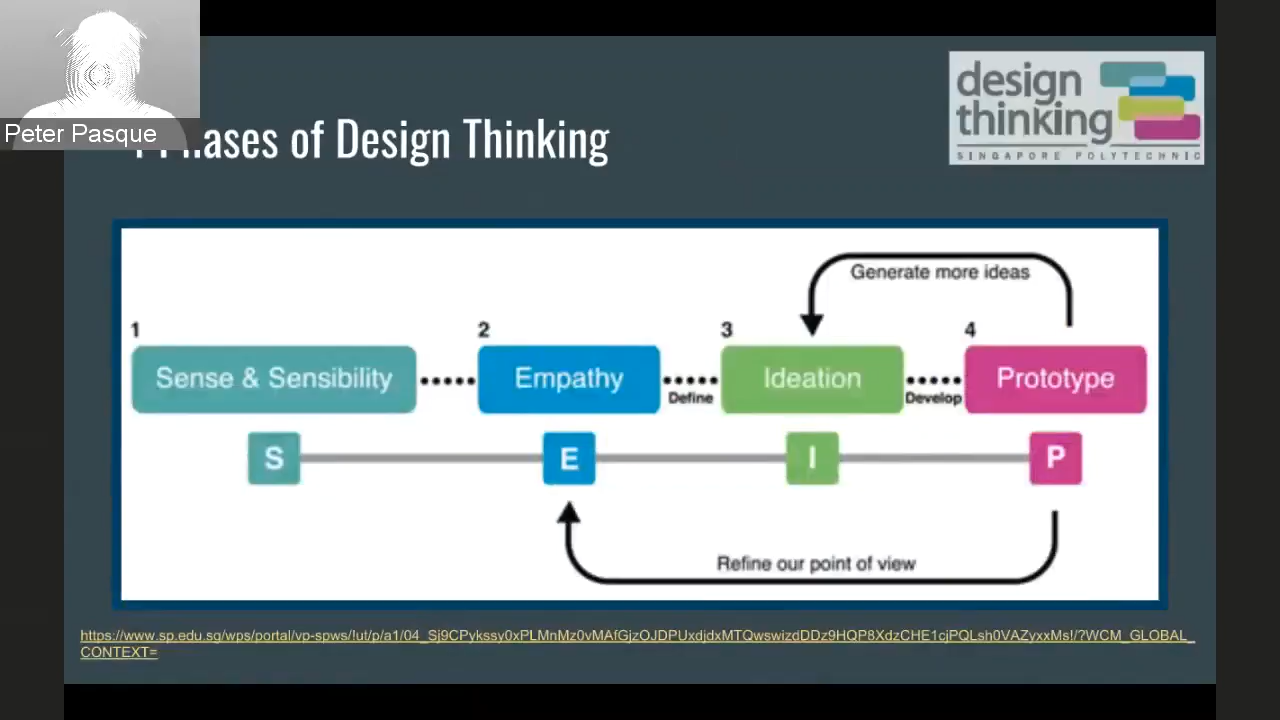 Peter Pasque
Phases of Design Thinking
design
thinking
SINGAPORE POLYTECHNIC
Generate more ideas
1
2
3
4
Sense & Sensibility
Empathy
Define
Ideation
Develop
Prototype
S
E
I
P
Refine our point of view
https://www.sp.edu.sg/wps/portal/vp-spws/!ut/p/a1/04_Sj9CPykssy0xPLMnMz0vMAfGjzOJDPUxdjdxMTQwswizdDDz9HQP8XdzCHE1cjPQLsh0VAZyxxMs!/?WCM_GLOBAL_
CONTEXT=